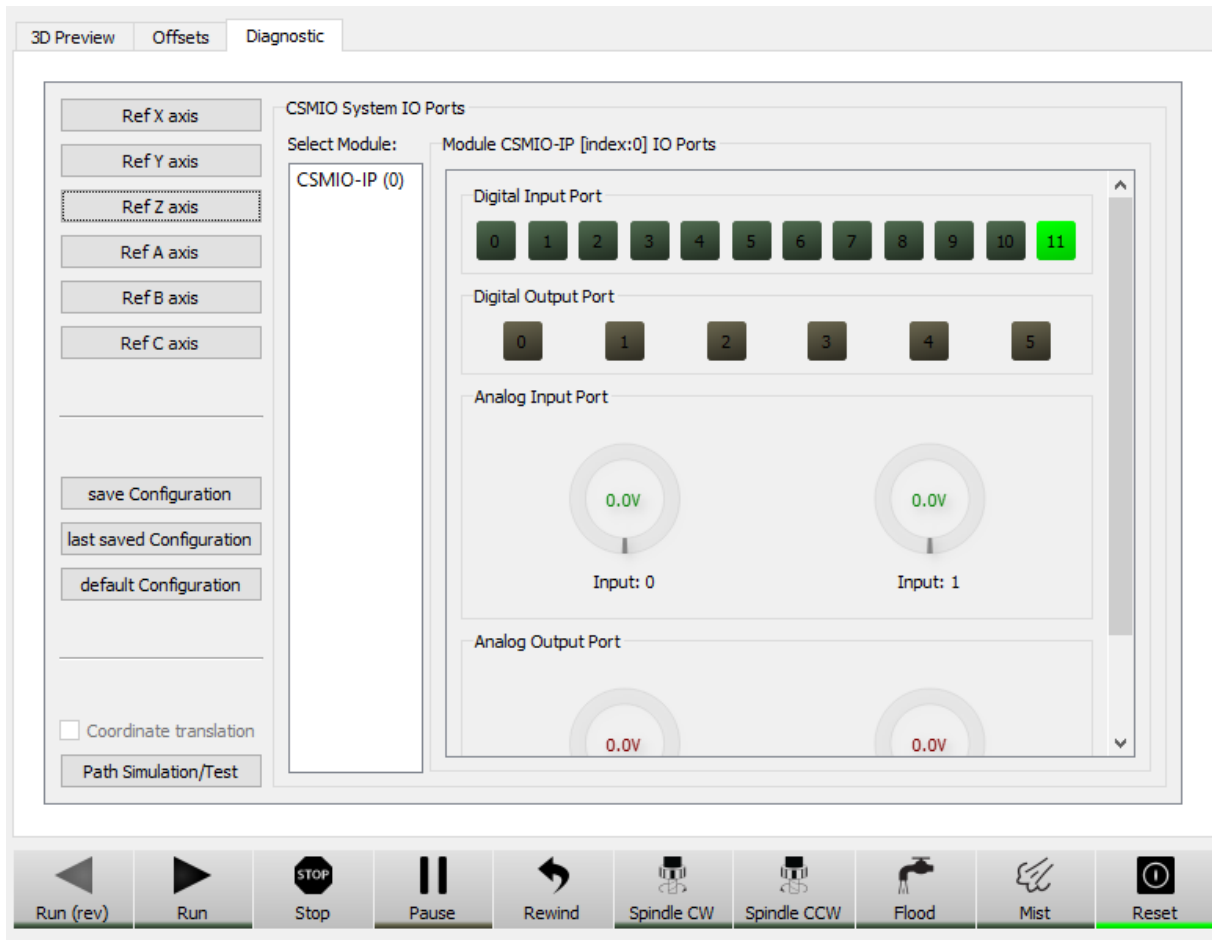 3D Preview Offsets Diagnostic
Ref X axis
Ref Y axis
Ref Z axis
Ref A axis
Ref B axis
Ref C axis
save Configuration
last saved Configuration
default Configuration
Coordinate translation
Path Simulation/Test
CSMIO System IO Ports
Select Module:
CSMIO-IP (0)
Module CSMIO-IP [index:0] IO Ports
Digital Input Port
0 1 2 3 4 5 6 7 8 9 10 11
Digital Output Port
0 1 2 3 4 5
Analog Input Port
0.0V 0.0V
Input: 0 Input: 1
Analog Output Port
0.0V 0.0V
STOP
Run (rev) Run Stop Pause Rewind Spindle CW Spindle CCW Flood Mist Reset